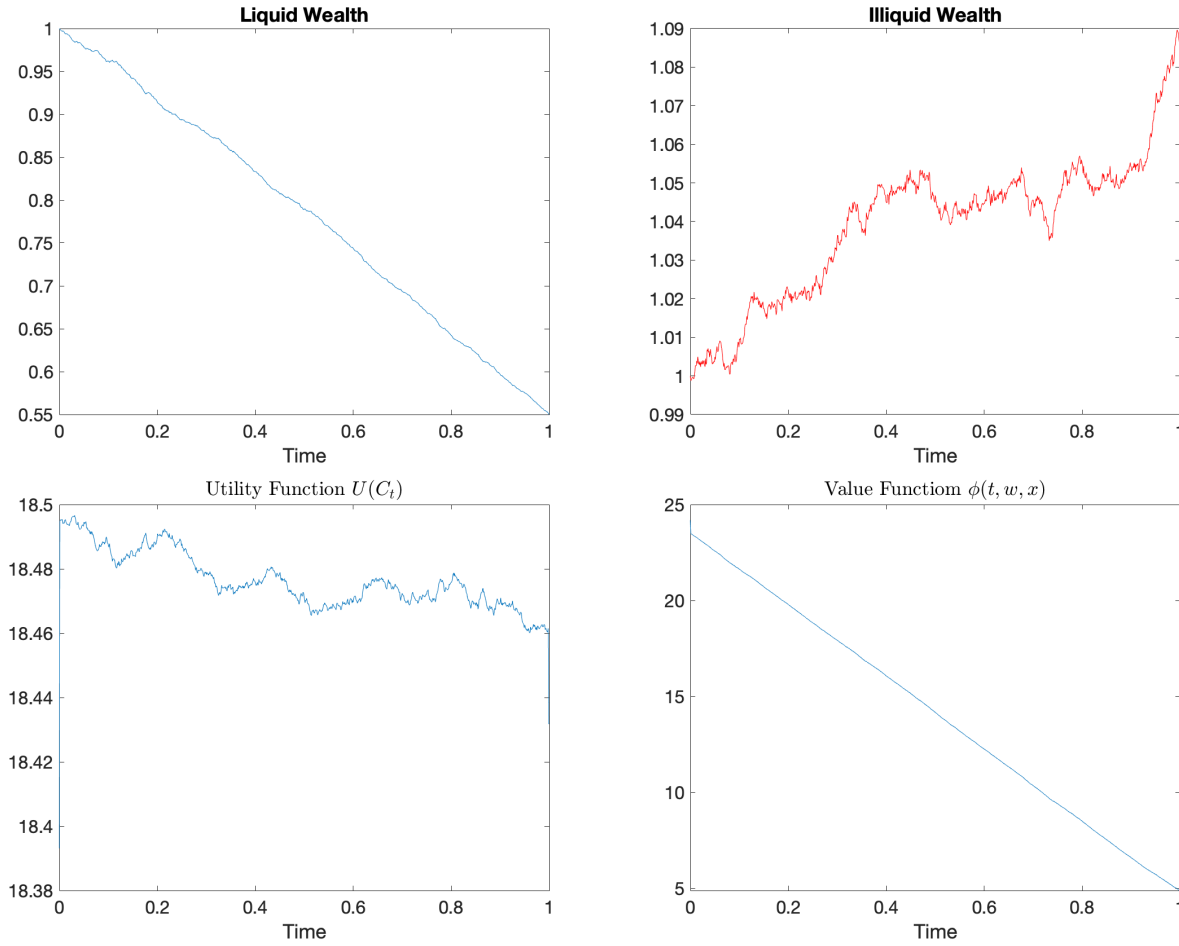 Liquid Wealth
1
0.95
0.9
0.85
0.8
0.75
0.7
0.65
0.6
0.55
0 0.2 0.4 0.6 0.8 1
Time
Illiquid Wealth
1.09
1.08
1.07
1.06
1.05
1.04
1.03
1.02
1.01
1
0.99
0 0.2 0.4 0.6 0.8 1
Time
Utility Function U(C_t)
18.5
18.48
18.46
18.44
18.42
18.4
18.38
0 0.2 0.4 0.6 0.8 1
Time
Value Functiom ϕ(t, w, x)
25
20
15
10
5
0 0.2 0.4 0.6 0.8 1
Time